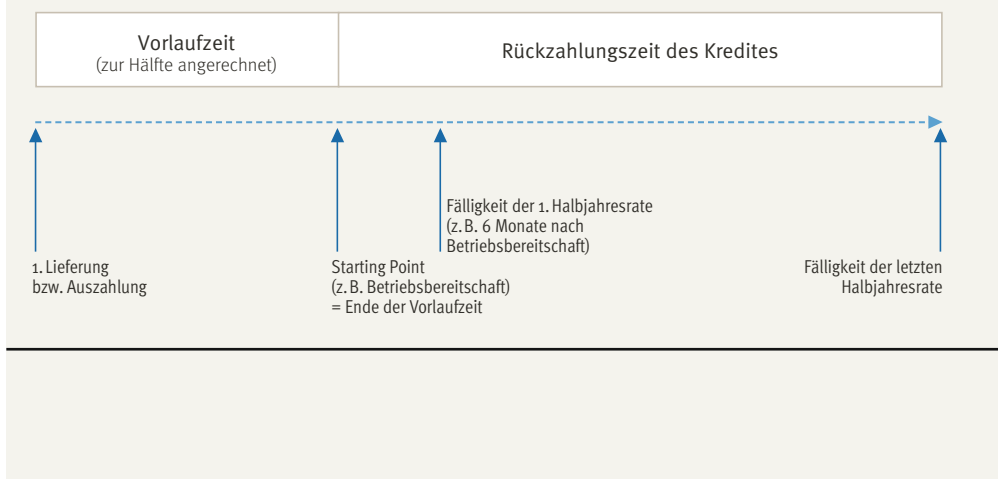 Vorlaufzeit
(zur Hälfte angerechnet)
Rückzahlungszeit des Kredites
Fälligkeit der 1. Halbjahresrate
(z. B. 6 Monate nach
Betriebsbereitschaft)
1. Lieferung
bzw. Auszahlung
Starting Point
(z. B. Betriebsbereitschaft)
= Ende der Vorlaufzeit
Fälligkeit der letzten
Halbjahresrate